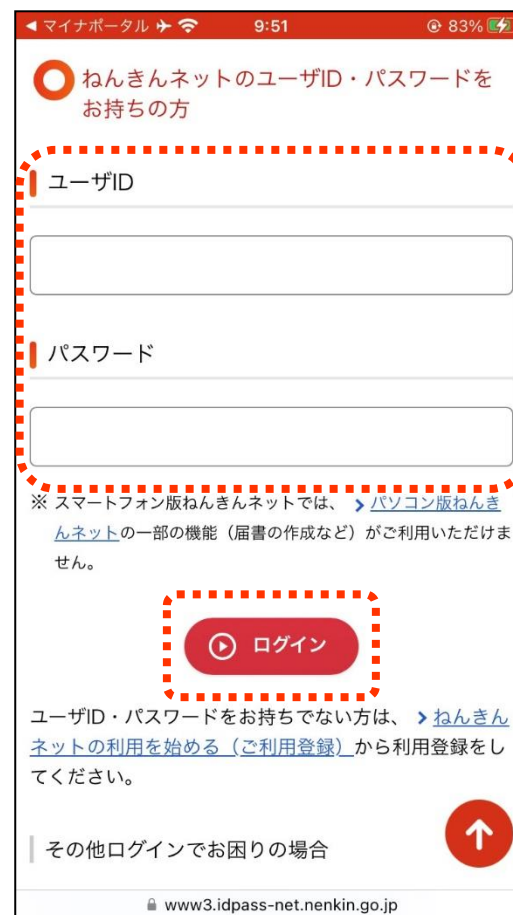 ◀ マイナポータル 9:51 83%
ねんきんネットのユーザID・パスワードを
お持ちの方
ユーザID
パスワード
※ スマートフォン版ねんきんネットでは、 > パソコン版ねんき
んネットの一部の機能（届書の作成など）がご利用いただけま
せん。
ログイン
ユーザID・パスワードをお持ちでない方は、 > ねんきん
ネットの利用を始める（ご利用登録）から利用登録をし
てください。
その他ログインでお困りの場合
www3.idpass-net.nenkin.go.jp